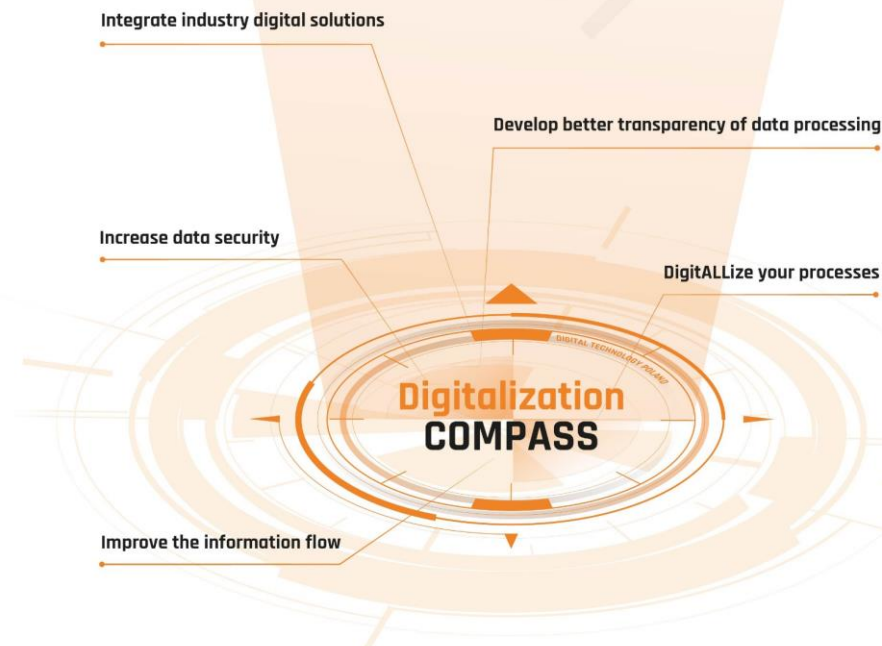 Integrate industry digital solutions
Develop better transparency of data processing
Increase data security
DigitALLize your processes
DIGITAL TECHNOLOGY POLAND
Digitalization
COMPASS
Improve the information flow